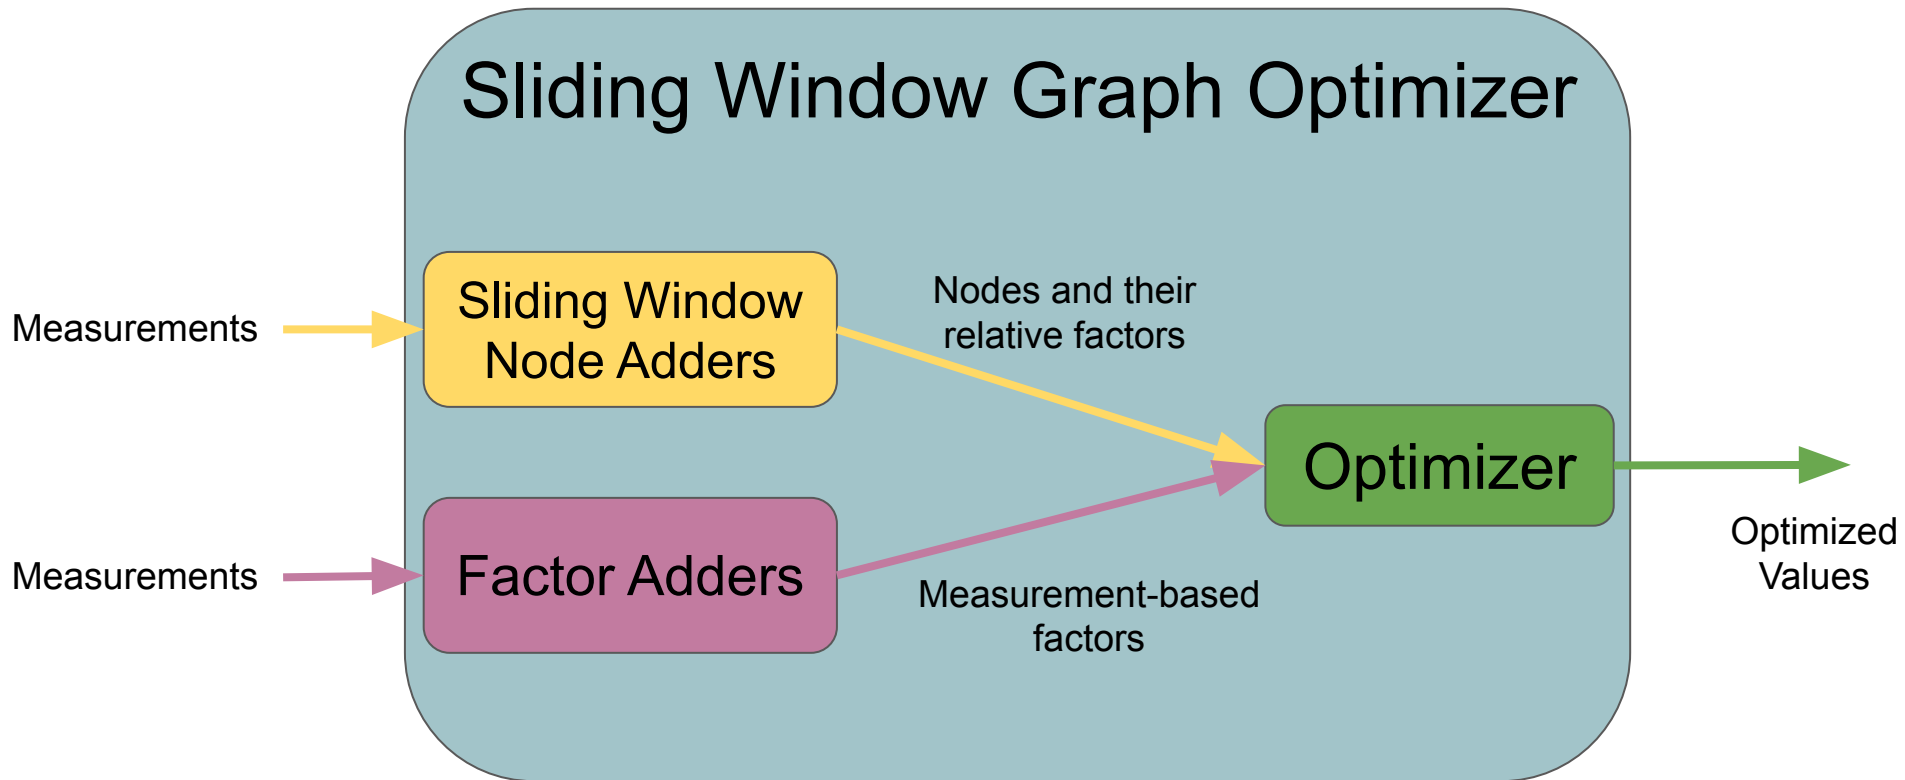 Sliding Window Graph Optimizer
Measurements
Sliding Window
Node Adders
Nodes and their
relative factors
Optimizer
Optimized
Values
Measurements
Factor Adders
Measurement-based
factors